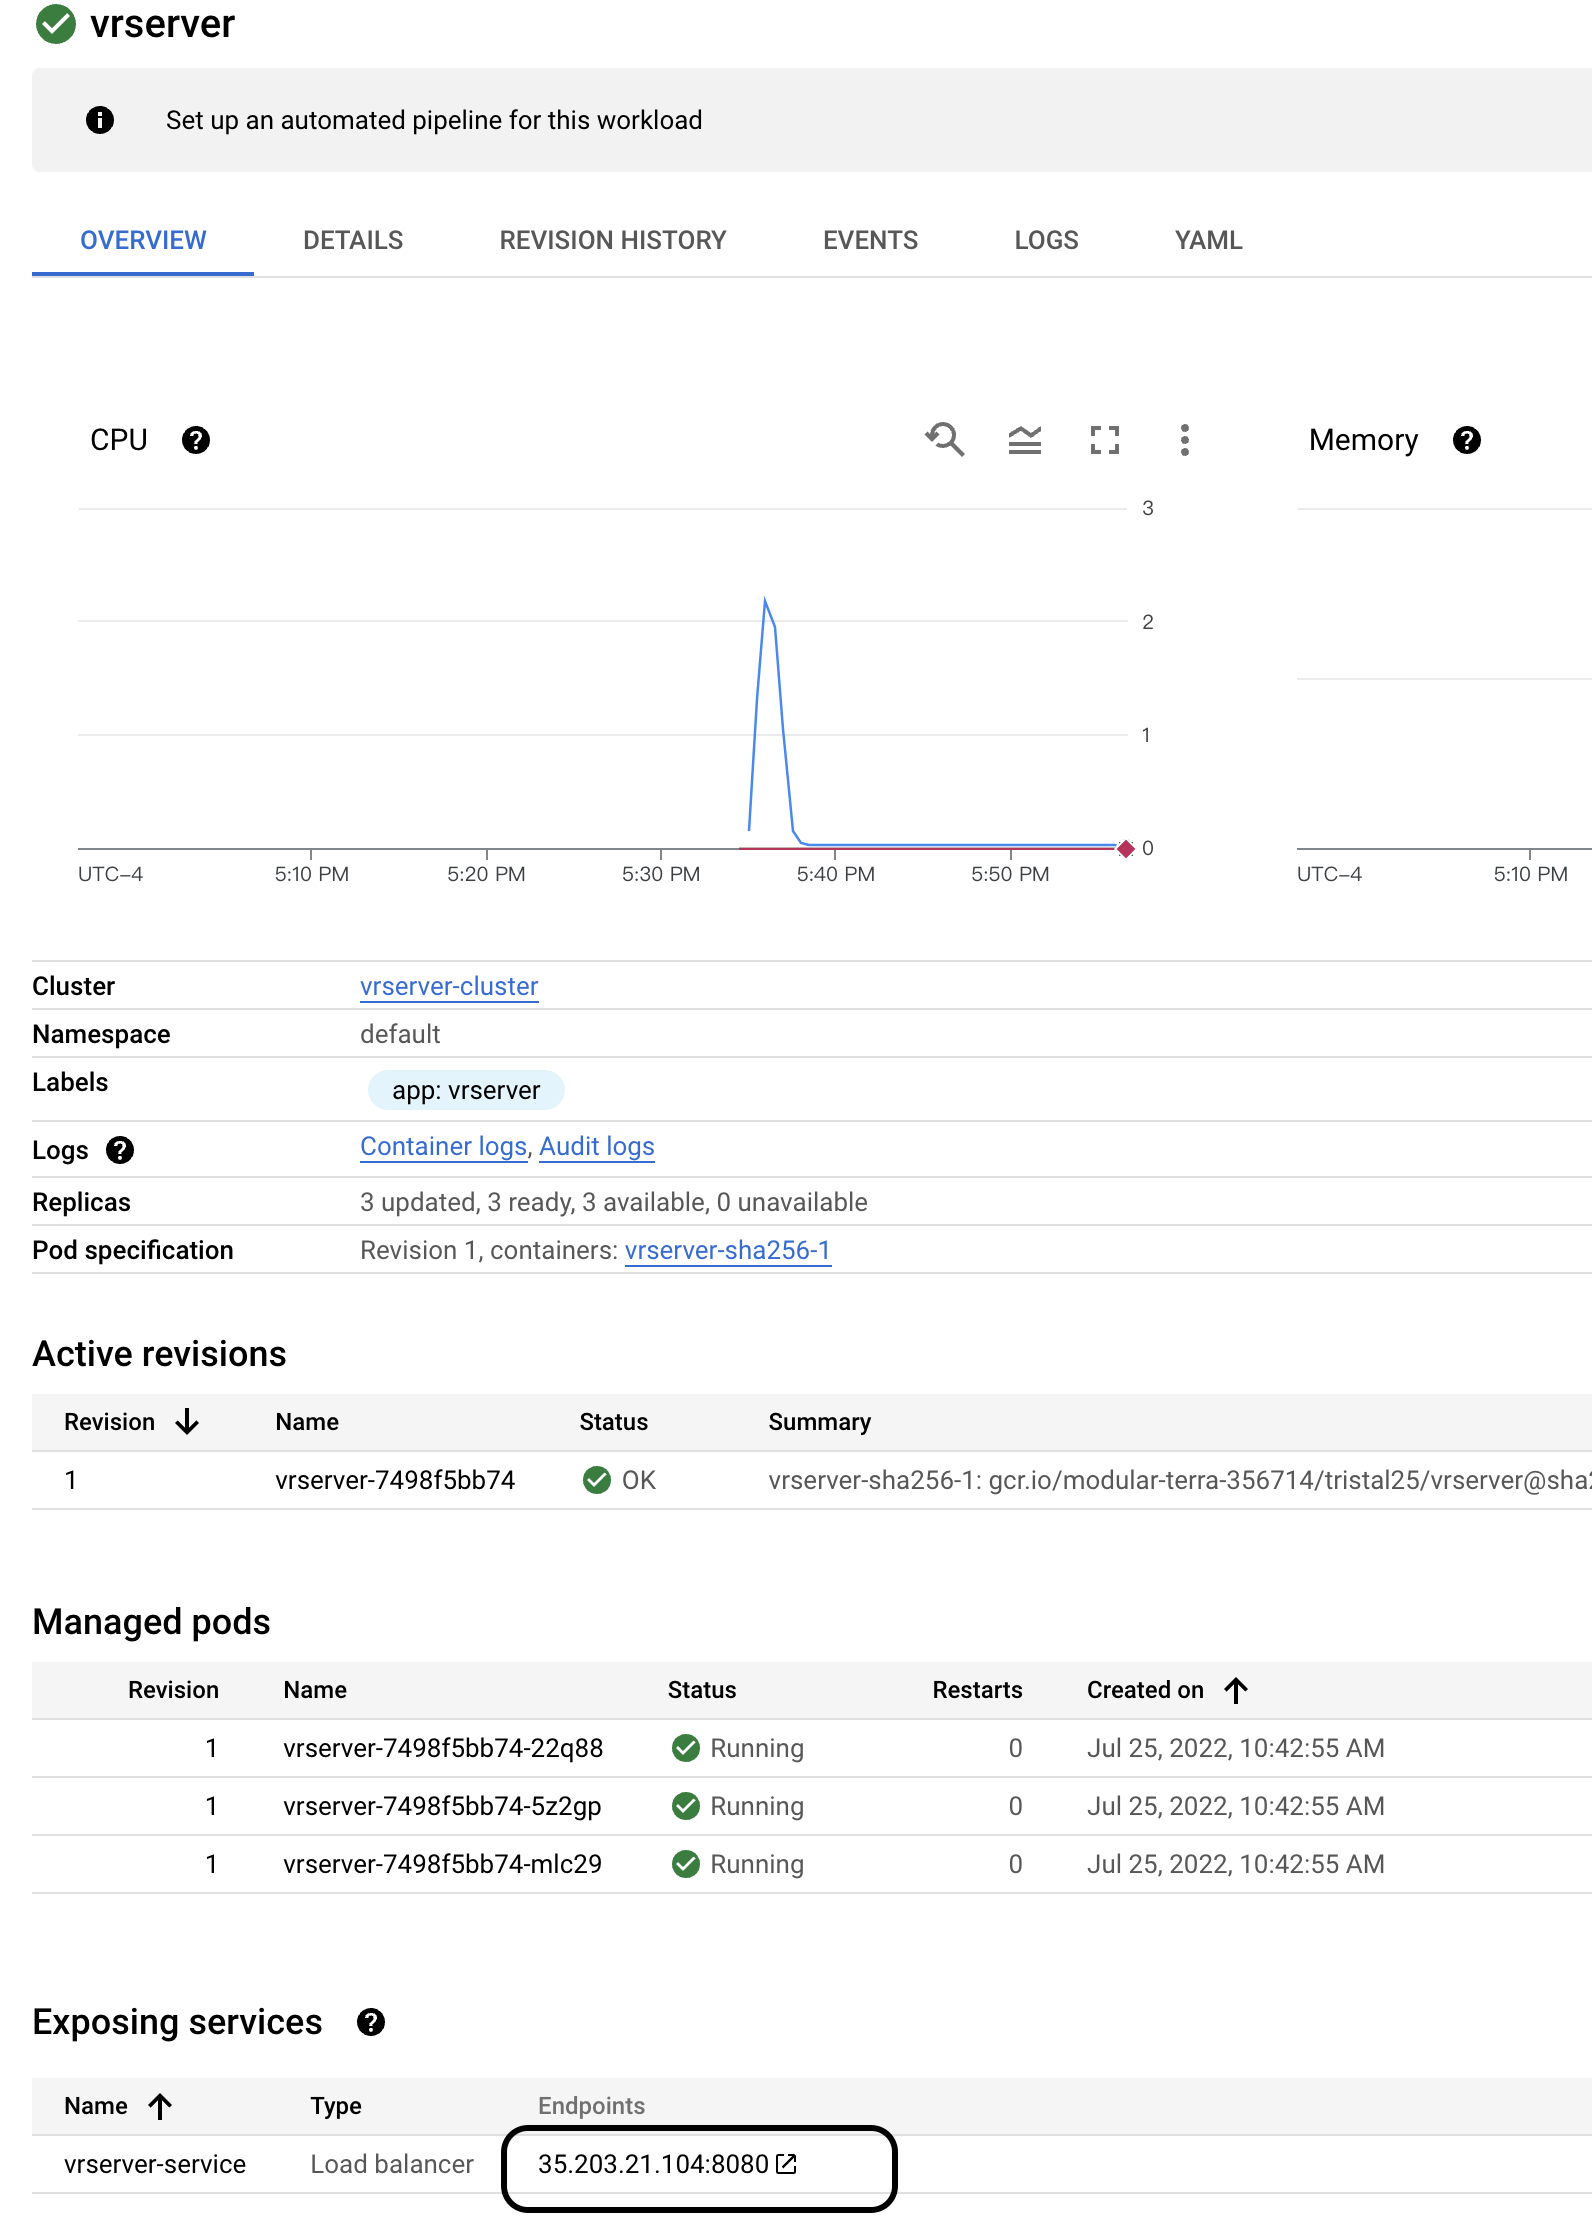 vrserver
Set up an automated pipeline for this workload
OVERVIEW DETAILS REVISION HISTORY EVENTS LOGS YAML
CPU Memory
3
2
1
0
UTC–4 5:10 PM 5:20 PM 5:30 PM 5:40 PM 5:50 PM UTC–4 5:10 PM
Cluster vrserver-cluster
Namespace default
Labels app: vrserver
Logs Container logs, Audit logs
Replicas 3 updated, 3 ready, 3 available, 0 unavailable
Pod specification Revision 1, containers: vrserver-sha256-1
Active revisions
Revision Name Status Summary
1 vrserver-7498f5bb74 OK vrserver-sha256-1: gcr.io/modular-terra-356714/tristal25/vrserver@sha2
Managed pods
Revision Name Status Restarts Created on
1 vrserver-7498f5bb74-22q88 Running 0 Jul 25, 2022, 10:42:55 AM
1 vrserver-7498f5bb74-5z2gp Running 0 Jul 25, 2022, 10:42:55 AM
1 vrserver-7498f5bb74-mlc29 Running 0 Jul 25, 2022, 10:42:55 AM
Exposing services
Name Type Endpoints
vrserver-service Load balancer 35.203.21.104:8080